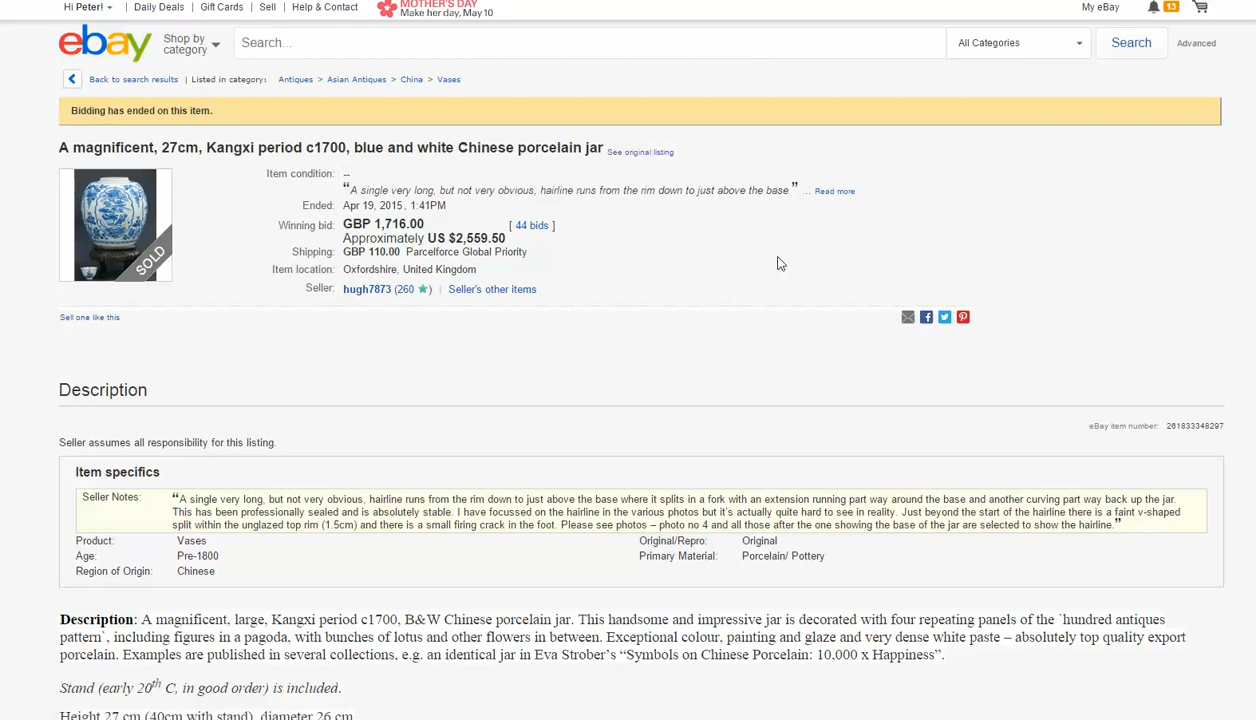 Hi Peter! | Daily Deals | Gift Cards | Sell | Help & Contact MOTHER'S DAY Make her day, May 10 My eBay 13
ebay Shop by category Search... All Categories Search Advanced
Back to search results | Listed in category: Antiques > Asian Antiques > China > Vases
Bidding has ended on this item.
A magnificent, 27cm, Kangxi period c1700, blue and white Chinese porcelain jar See original listing
Item condition: --
"A single very long, but not very obvious, hairline runs from the rim down to just above the base" ... Read more
Ended: Apr 19, 2015 , 1:41PM
Winning bid: GBP 1,716.00 [ 44 bids ]
Approximately US $2,559.50
Shipping: GBP 110.00 Parcelforce Global Priority
Item location: Oxfordshire, United Kingdom
Seller: hugh7873 (260 ★) | Seller's other items
SOLD
Sell one like this
Description
eBay item number: 261833348297
Seller assumes all responsibility for this listing.
Item specifics
Seller Notes: "A single very long, but not very obvious, hairline runs from the rim down to just above the base where it splits in a fork with an extension running part way around the base and another curving part way back up the jar.
This has been professionally sealed and is absolutely stable. I have focussed on the hairline in the various photos but it's actually quite hard to see in reality. Just beyond the start of the hairline there is a faint v-shaped
split within the unglazed top rim (1.5cm) and there is a small firing crack in the foot. Please see photos – photo no 4 and all those after the one showing the base of the jar are selected to show the hairline."
Product: Vases Original/Repro: Original
Age: Pre-1800 Primary Material: Porcelain/ Pottery
Region of Origin: Chinese
Description: A magnificent, large, Kangxi period c1700, B&W Chinese porcelain jar. This handsome and impressive jar is decorated with four repeating panels of the `hundred antiques
pattern`, including figures in a pagoda, with bunches of lotus and other flowers in between. Exceptional colour, painting and glaze and very dense white paste – absolutely top quality export
porcelain. Examples are published in several collections, e.g. an identical jar in Eva Strober's "Symbols on Chinese Porcelain: 10,000 x Happiness".
Stand (early 20th C, in good order) is included.
Height 27 cm (40cm with stand), diameter 26 cm